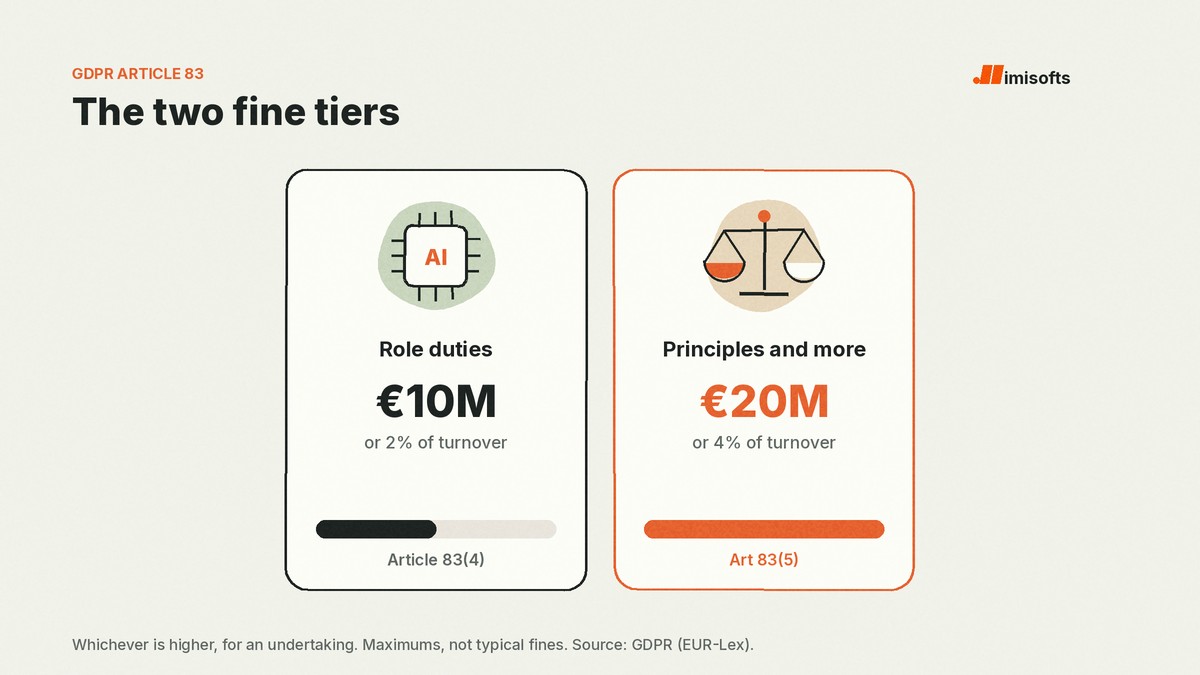 GDPR ARTICLE 83
The two fine tiers
imisofts
AI
Role duties
€10M
or 2% of turnover
Article 83(4)
Principles and more
€20M
or 4% of turnover
Art 83(5)
Whichever is higher, for an undertaking. Maximums, not typical fines. Source: GDPR (EUR-Lex).